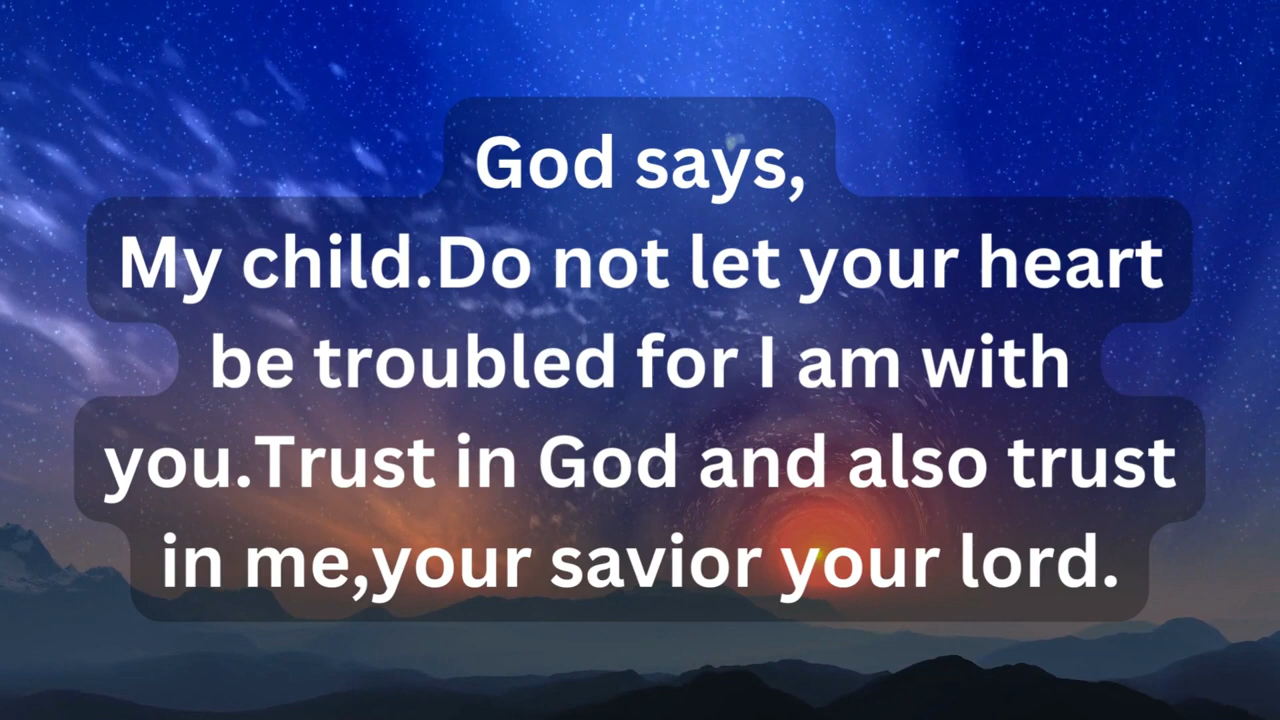 God says,
My child.Do not let your heart
be troubled for I am with
you.Trust in God and also trust
in me,your savior your lord.